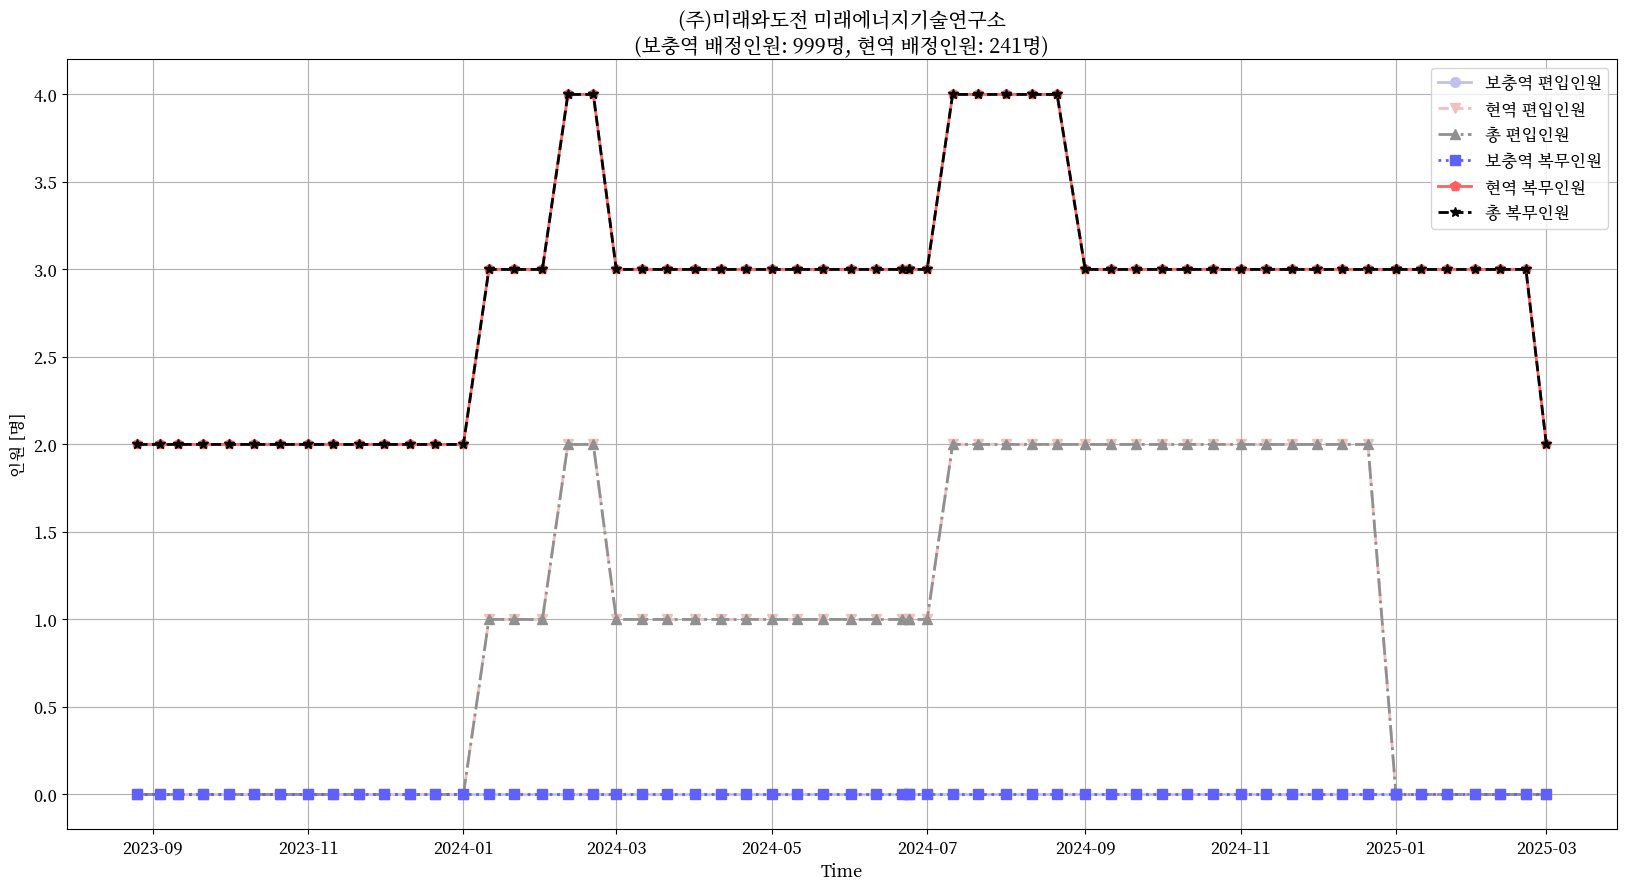 (주)미래와도전 미래에너지기술연구소
(보충역 배정인원: 999명, 현역 배정인원: 241명)
보충역 편입인원
현역 편입인원
총 편입인원
보충역 복무인원
현역 복무인원
총 복무인원
인원 [명]
4.0
3.5
3.0
2.5
2.0
1.5
1.0
0.5
0.0
2023-09
2023-11
2024-01
2024-03
2024-05
2024-07
2024-09
2024-11
2025-01
2025-03
Time